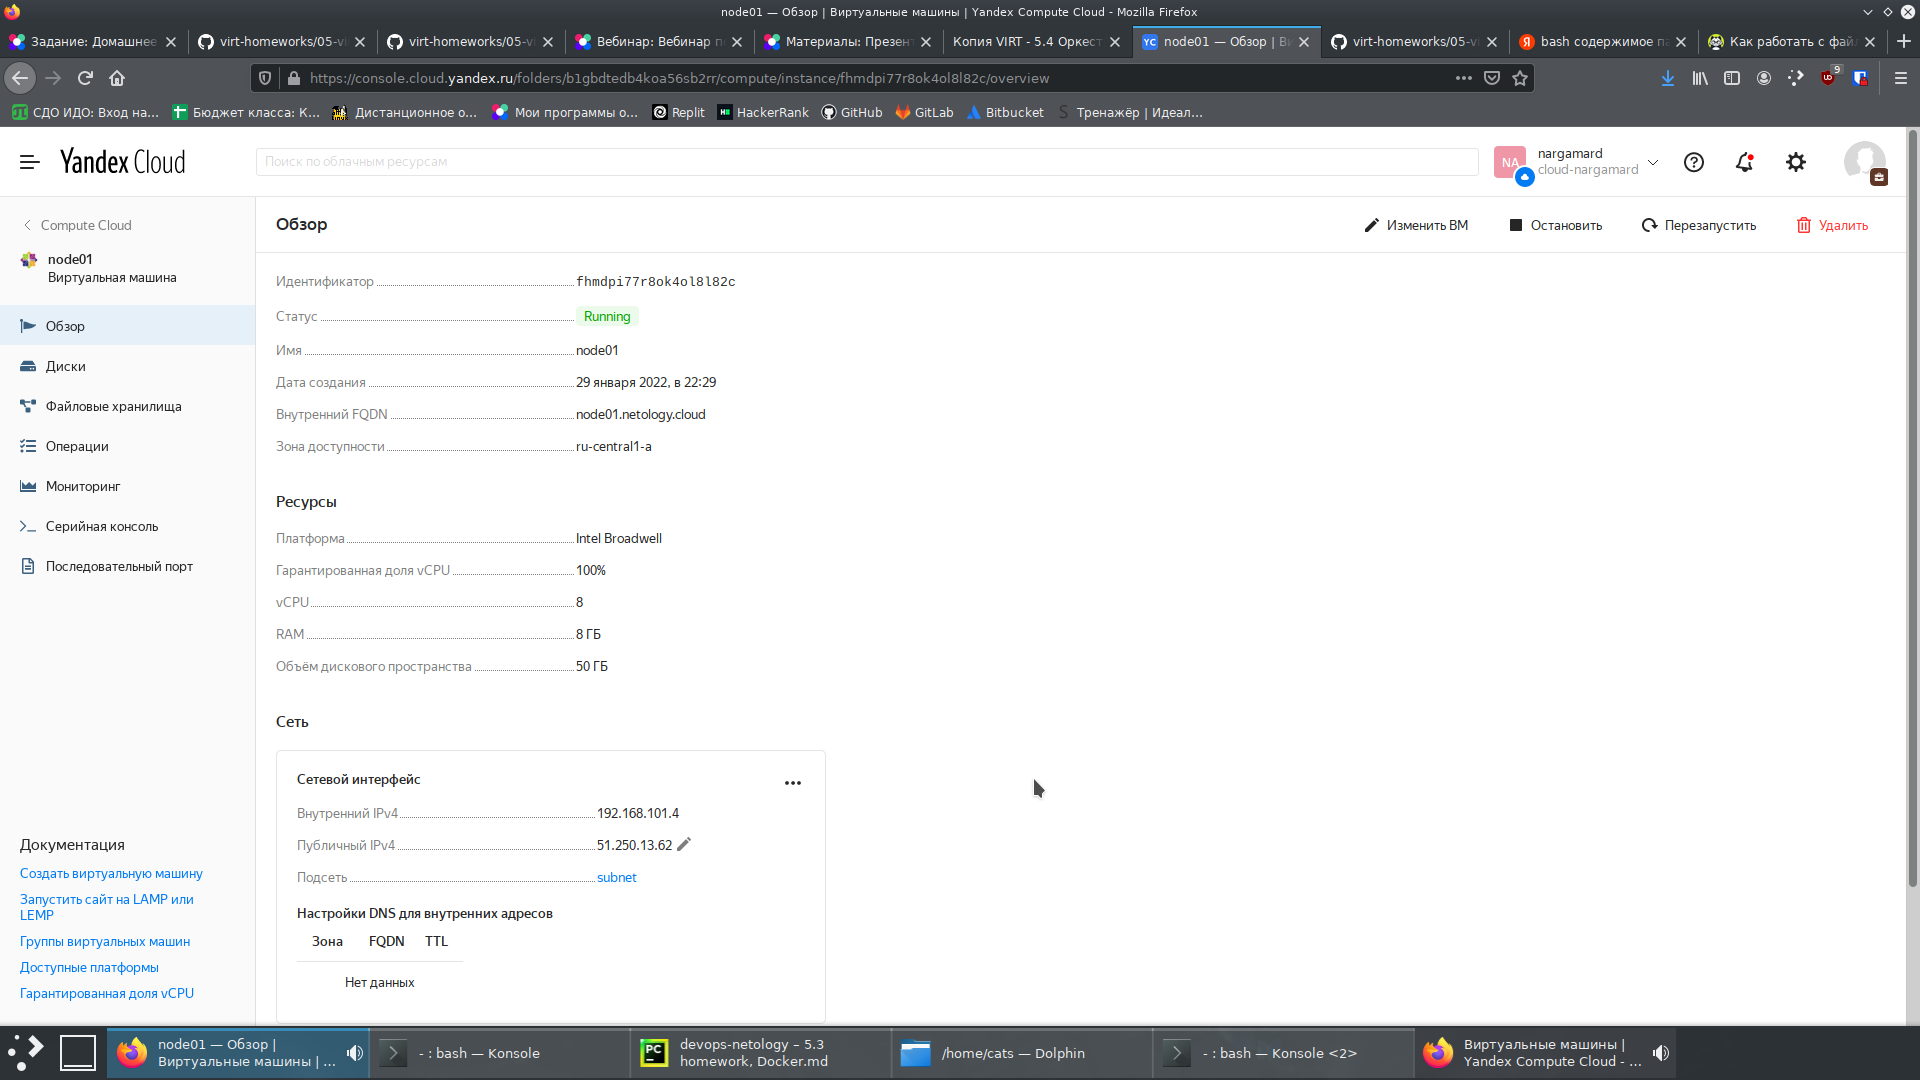 node01 — Обзор | Виртуальные машины | Yandex Compute Cloud - Mozilla Firefox
Задание: Домашнее
virt-homeworks/05-vi
virt-homeworks/05-v
Вебинар: Вебинар п
Материалы: Презент
Копия VIRT - 5.4 Оркест
YC node01 — Обзор | Ви
virt-homeworks/05-vi
bash содержимое па
Как работать с файл
https://console.cloud.yandex.ru/folders/b1gbdtedb4koa56sb2rr/compute/instance/fhmdpi77r8ok4ol8l82c/overview
9
СДО ИДО: Вход на...
Бюджет класса: К...
Дистанционное о...
Мои программы о...
Replit
HackerRank
GitHub
GitLab
Bitbucket
Тренажёр | Идеал...
Yandex Cloud
Поиск по облачным ресурсам
NA
nargamard
cloud-nargamard
Compute Cloud
node01
Виртуальная машина
Обзор
Диски
Файловые хранилища
Операции
Мониторинг
Серийная консоль
Последовательный порт
Документация
Создать виртуальную машину
Запустить сайт на LAMP или
LEMP
Группы виртуальных машин
Доступные платформы
Гарантированная доля vCPU
Обзор
Изменить ВМ
Остановить
Перезапустить
Удалить
Идентификатор fhmdpi77r8ok4ol8l82c
Статус Running
Имя node01
Дата создания 29 января 2022, в 22:29
Внутренний FQDN node01.netology.cloud
Зона доступности ru-central1-a
Ресурсы
Платформа Intel Broadwell
Гарантированная доля vCPU 100%
vCPU 8
RAM 8 ГБ
Объём дискового пространства 50 ГБ
Сеть
Сетевой интерфейс
Внутренний IPv4 192.168.101.4
Публичный IPv4 51.250.13.62
Подсеть subnet
Настройки DNS для внутренних адресов
Зона FQDN TTL
Нет данных
node01 — Обзор |
Виртуальные машины | ...
- : bash — Konsole
PC
devops-netology – 5.3
homework, Docker.md
/home/cats — Dolphin
- : bash — Konsole <2>
Виртуальные машины |
Yandex Compute Cloud - ...